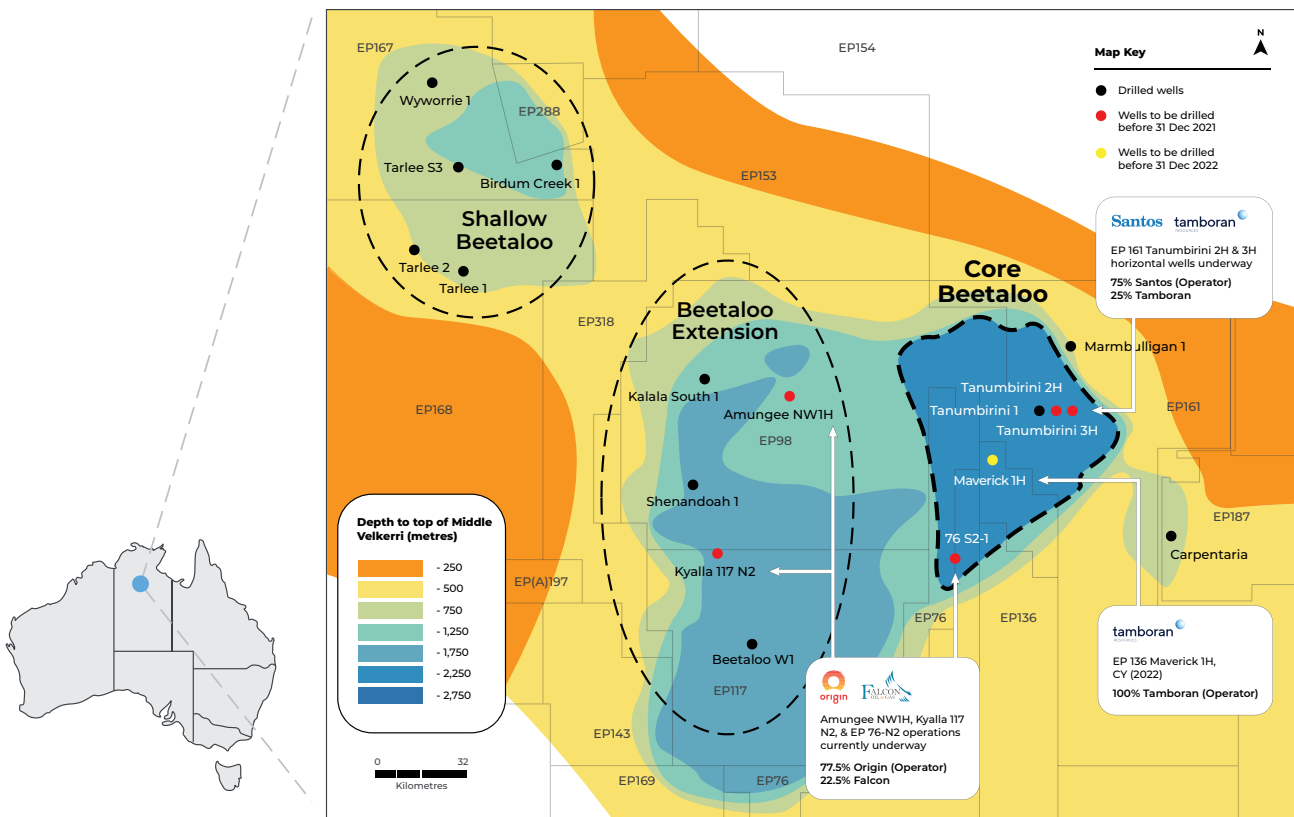 EP167
EP154
N
Map Key
Drilled wells
Wells to be drilled
before 31 Dec 2021
Wells to be drilled
before 31 Dec 2022
Wyworrie 1
EP288
Tarlee S3
Birdum Creek 1
EP153
Shallow
Beetaloo
Tarlee 2
Tarlee 1
Santos tamboran
RESOURCES
EP 161 Tanumbirini 2H & 3H
horizontal wells underway
75% Santos (Operator)
25% Tamboran
Core
Beetaloo
EP318
Beetaloo
Extension
Marmbulligan 1
Kalala South 1
Amungee NW1H
EP98
Tanumbirini 2H
Tanumbirini 1
Tanumbirini 3H
EP161
EP168
Maverick 1H
Shenandoah 1
EP187
Depth to top of Middle
Velkerri (metres)
- 250
- 500
- 750
- 1,250
- 1,750
- 2,250
- 2,750
76 S2-1
Carpentaria
Kyalla 117 N2
EP(A)197
EP76
EP136
Beetaloo W1
EP117
tamboran
RESOURCES
EP 136 Maverick 1H,
CY (2022)
100% Tamboran (Operator)
origin FALCON
OIL & GAS
Amungee NW1H, Kyalla 117
N2, & EP 76-N2 operations
currently underway
77.5% Origin (Operator)
22.5% Falcon
EP143
EP169
EP76
0 32
Kilometres